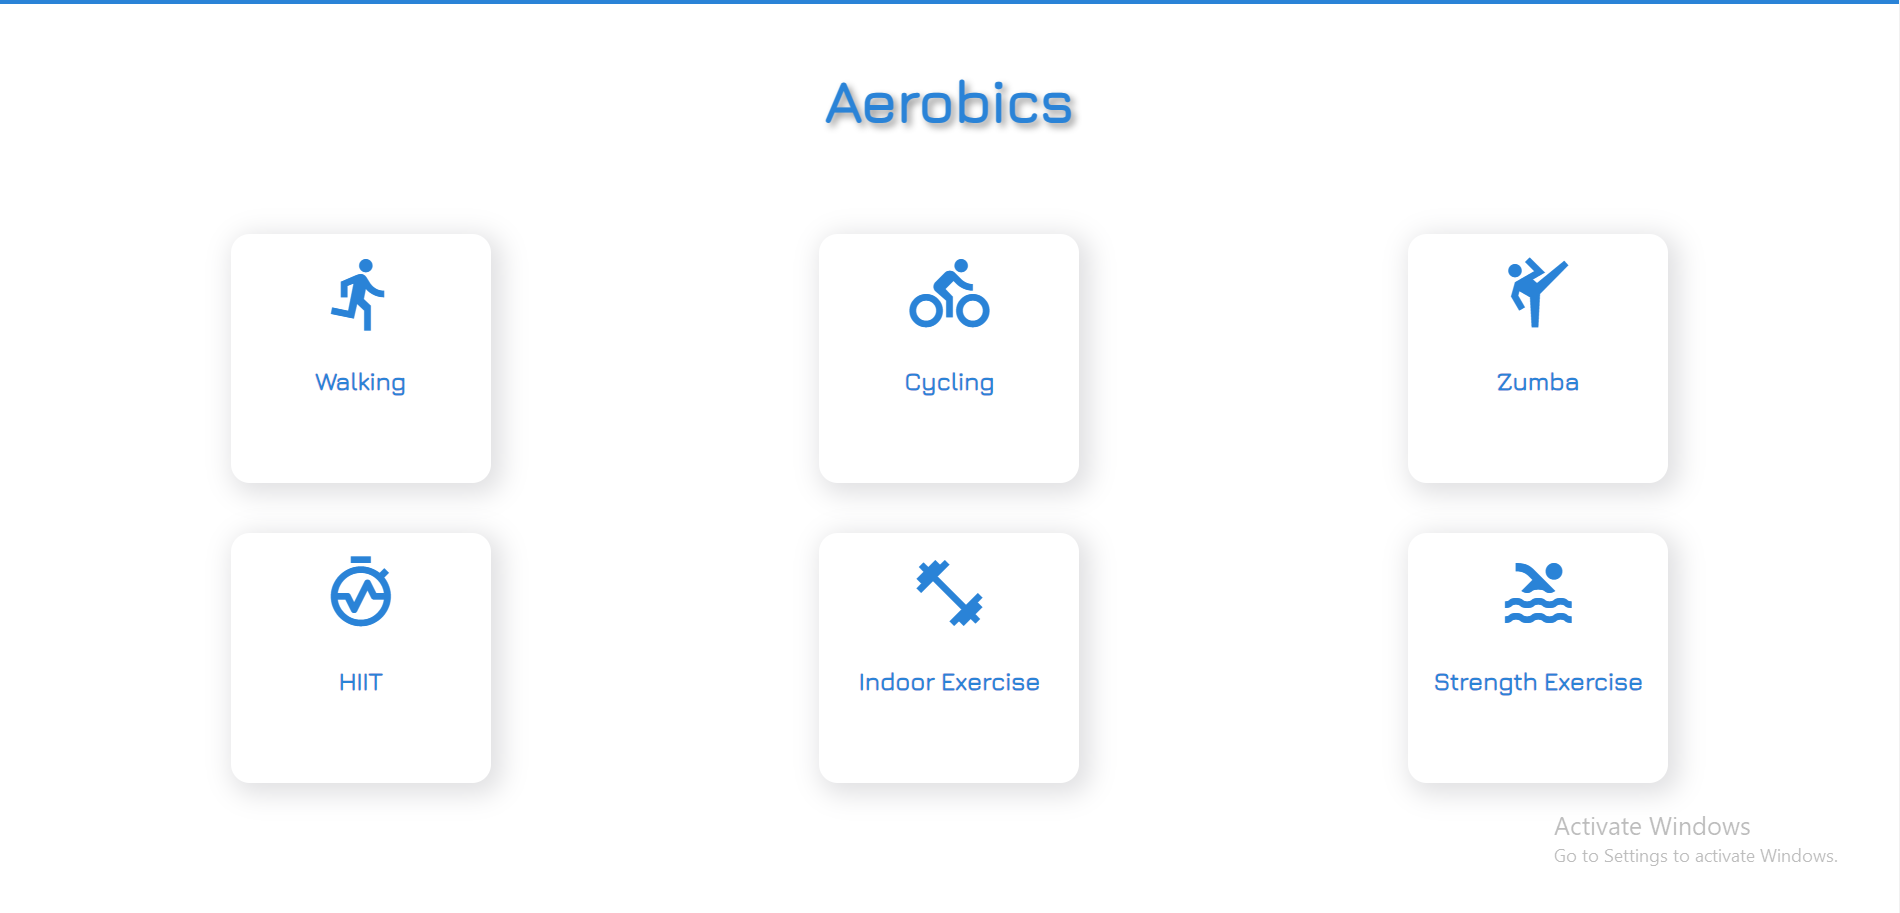 Aerobics
Walking
Cycling
Zumba
HIIT
Indoor Exercise
Strength Exercise
Activate Windows
Go to Settings to activate Windows.